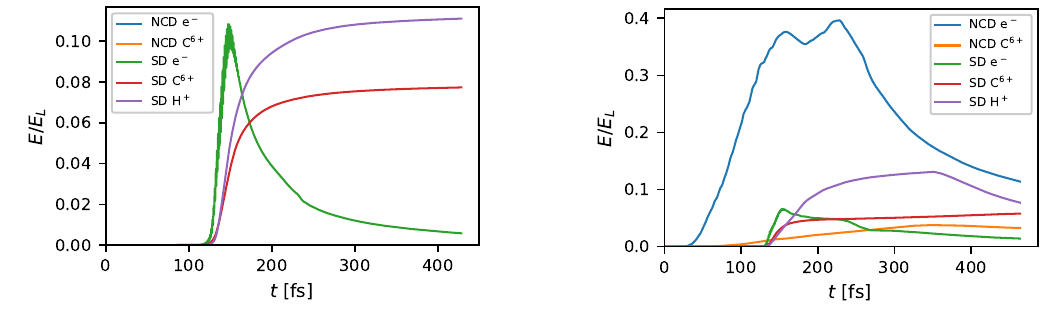 NCD e⁻
NCD C⁶⁺
SD e⁻
SD C⁶⁺
SD H⁺
0.10
0.08
0.06
0.04
0.02
0.00
E/E_L
0 100 200 300 400
t [fs]
NCD e⁻
NCD C⁶⁺
SD e⁻
SD C⁶⁺
SD H⁺
0.4
0.3
0.2
0.1
0.0
E/E_L
0 100 200 300 400
t [fs]